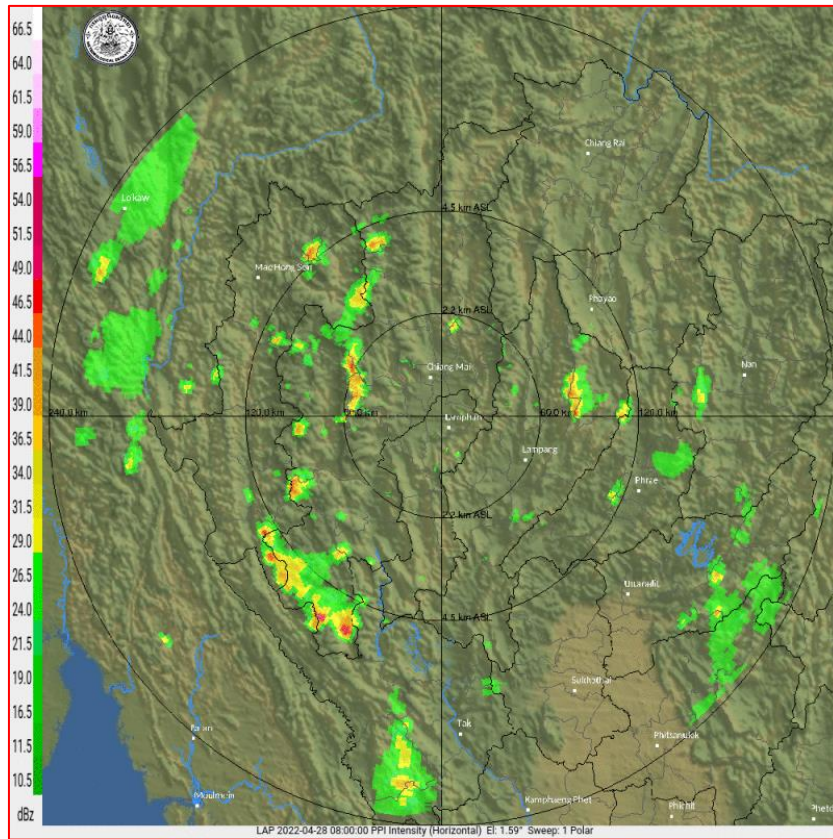 66.5
64.0
61.5
59.0
56.5
54.0
51.5
49.0
46.5
44.0
41.5
39.0
36.5
34.0
31.5
29.0
26.5
24.0
21.5
19.0
16.5
14.0
11.5
10.5
dBz
Chiang Rai
Loikaw
4.5 km ASL
Mae Hong Son
Phayao
2.2 km ASL
Chiang Mai
Nan
240.0 km
120.0 km
60.0 km
120.0 km
Lamphun
Lampang
Phrae
2.2 km ASL
Uttaradit
4.5 km ASL
Sukhothai
Tak
Phitsanulok
Pa-an
Moulmein
Kamphaeng Phet
Phichit
LAP 2022-04-28 08:00:00 PPI Intensity (Horizontal) El: 1.59° Sweep: 1 Polar